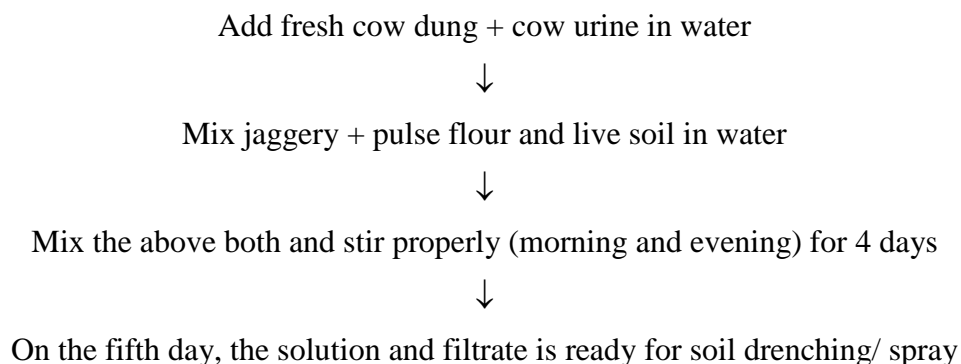 Add fresh cow dung + cow urine in water
↓
Mix jaggery + pulse flour and live soil in water
↓
Mix the above both and stir properly (morning and evening) for 4 days
↓
On the fifth day, the solution and filtrate is ready for soil drenching/ spray